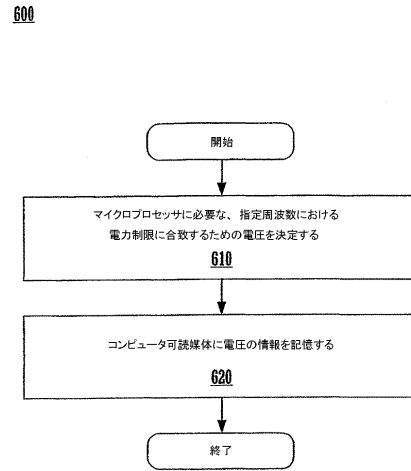 600
開始
マイクロプロセッサに必要な、指定周波数における
電力制限に合致するための電圧を決定する
610
コンピュータ可読媒体に電圧の情報を記憶する
620
終了